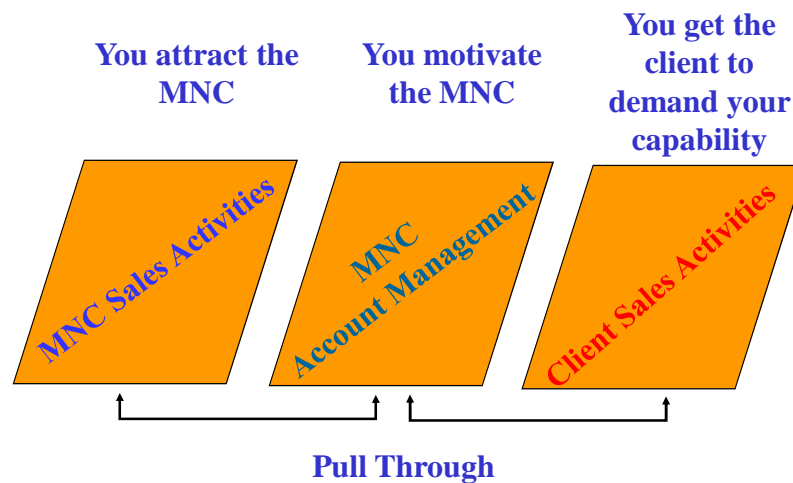 You attract the
MNC
You motivate
the MNC
You get the
client to
demand your
capability
MNC Sales Activities
MNC
Account Management
Client Sales Activities
Pull Through